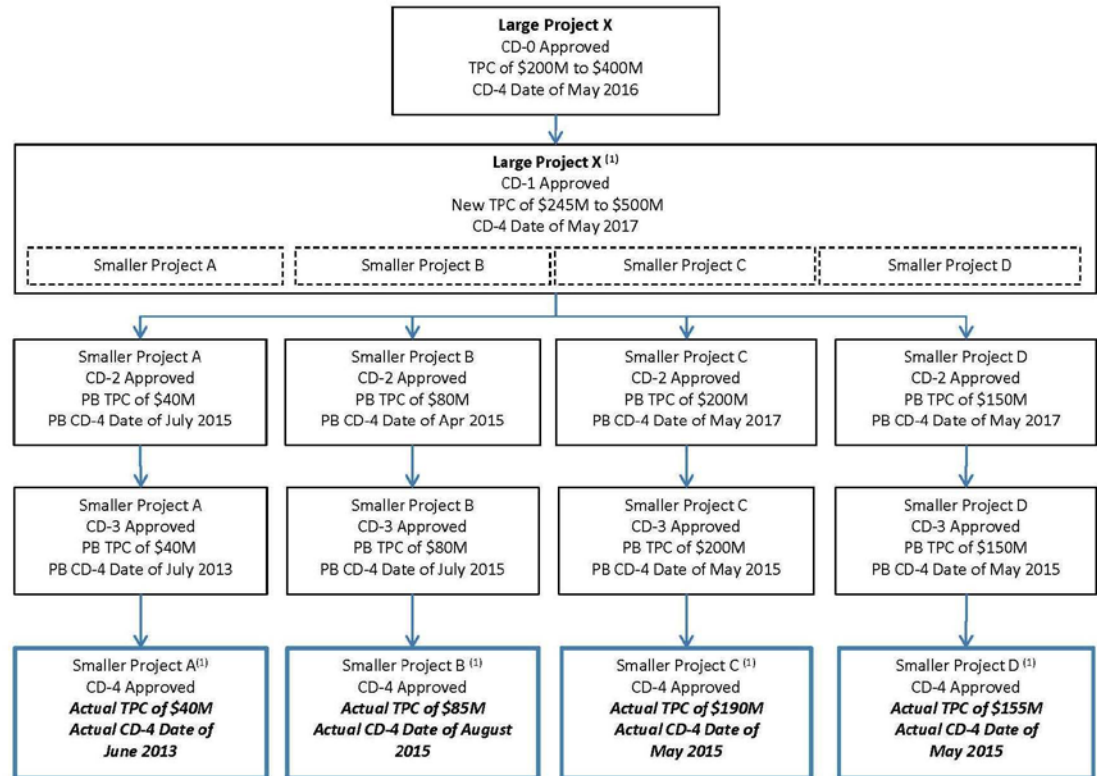 Large Project X
CD-0 Approved
TPC of $200M to $400M
CD-4 Date of May 2016
Large Project X (1)
CD-1 Approved
New TPC of $245M to $500M
CD-4 Date of May 2017
Smaller Project A
Smaller Project B
Smaller Project C
Smaller Project D
Smaller Project A
CD-2 Approved
PB TPC of $40M
PB CD-4 Date of July 2015
Smaller Project B
CD-2 Approved
PB TPC of $80M
PB CD-4 Date of Apr 2015
Smaller Project C
CD-2 Approved
PB TPC of $200M
PB CD-4 Date of May 2017
Smaller Project D
CD-2 Approved
PB TPC of $150M
PB CD-4 Date of May 2017
Smaller Project A
CD-3 Approved
PB TPC of $40M
PB CD-4 Date of July 2013
Smaller Project B
CD-3 Approved
PB TPC of $80M
PB CD-4 Date of July 2015
Smaller Project C
CD-3 Approved
PB TPC of $200M
PB CD-4 Date of May 2015
Smaller Project D
CD-3 Approved
PB TPC of $150M
PB CD-4 Date of May 2015
Smaller Project A(1)
CD-4 Approved
Actual TPC of $40M
Actual CD-4 Date of
June 2013
Smaller Project B (1)
CD-4 Approved
Actual TPC of $85M
Actual CD-4 Date of August
2015
Smaller Project C (1)
CD-4 Approved
Actual TPC of $190M
Actual CD-4 Date of
May 2015
Smaller Project D (1)
CD-4 Approved
Actual TPC of $155M
Actual CD-4 Date of
May 2015